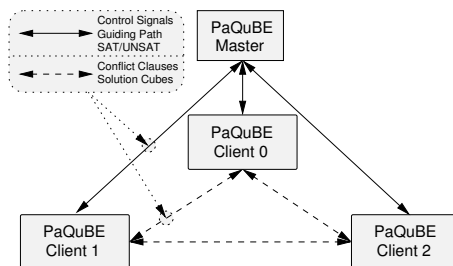 Control Signals
Guiding Path
SAT/UNSAT
Conflict Clauses
Solution Cubes
PaQuBE
Master
PaQuBE
Client 0
PaQuBE
Client 1
PaQuBE
Client 2